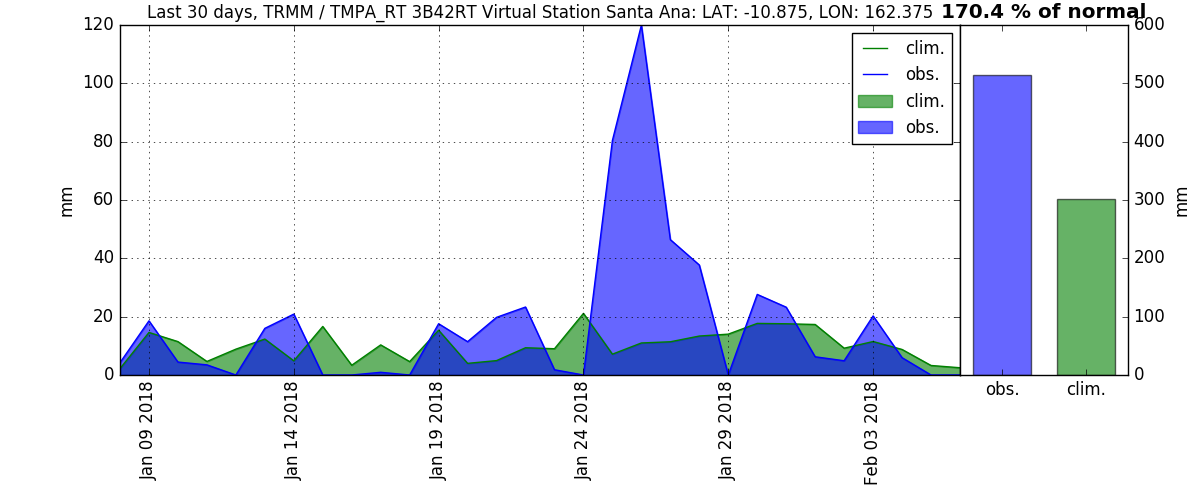 Last 30 days, TRMM / TMPA_RT 3B42RT Virtual Station Santa Ana: LAT: -10.875, LON: 162.375 170.4 % of normal
120
100
80
60
40
20
0
mm
clim.
obs.
clim.
obs.
Jan 09 2018
Jan 14 2018
Jan 19 2018
Jan 24 2018
Jan 29 2018
Feb 03 2018
600
500
400
300
200
100
0
mm
obs.
clim.